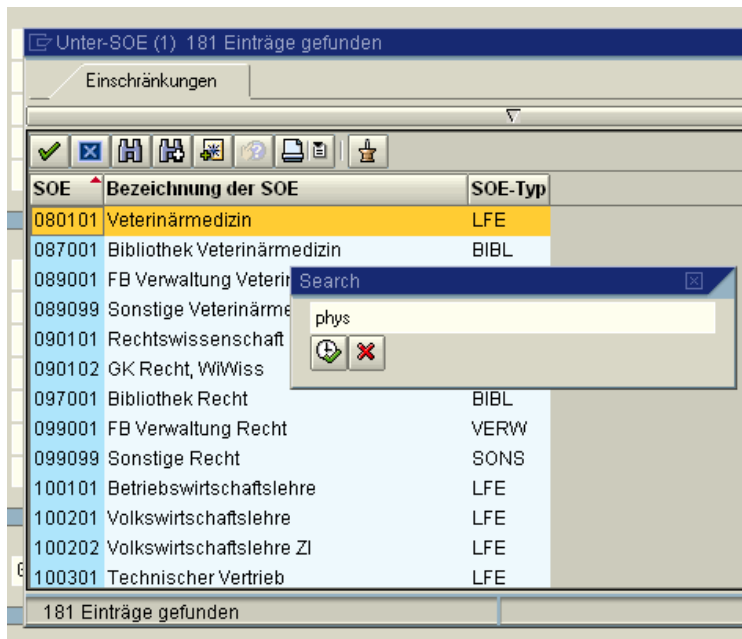 Unter-SOE (1) 181 Einträge gefunden
Einschränkungen
SOE Bezeichnung der SOE SOE-Typ
080101 Veterinärmedizin LFE
087001 Bibliothek Veterinärmedizin BIBL
089001 FB Verwaltung Veterin
089099 Sonstige Veterinärme
090101 Rechtswissenschaft
090102 GK Recht, WiWiss
097001 Bibliothek Recht BIBL
099001 FB Verwaltung Recht VERW
099099 Sonstige Recht SONS
100101 Betriebswirtschaftslehre LFE
100201 Volkswirtschaftslehre LFE
100202 Volkswirtschaftslehre ZI LFE
100301 Technischer Vertrieb LFE
181 Einträge gefunden
Search
phys